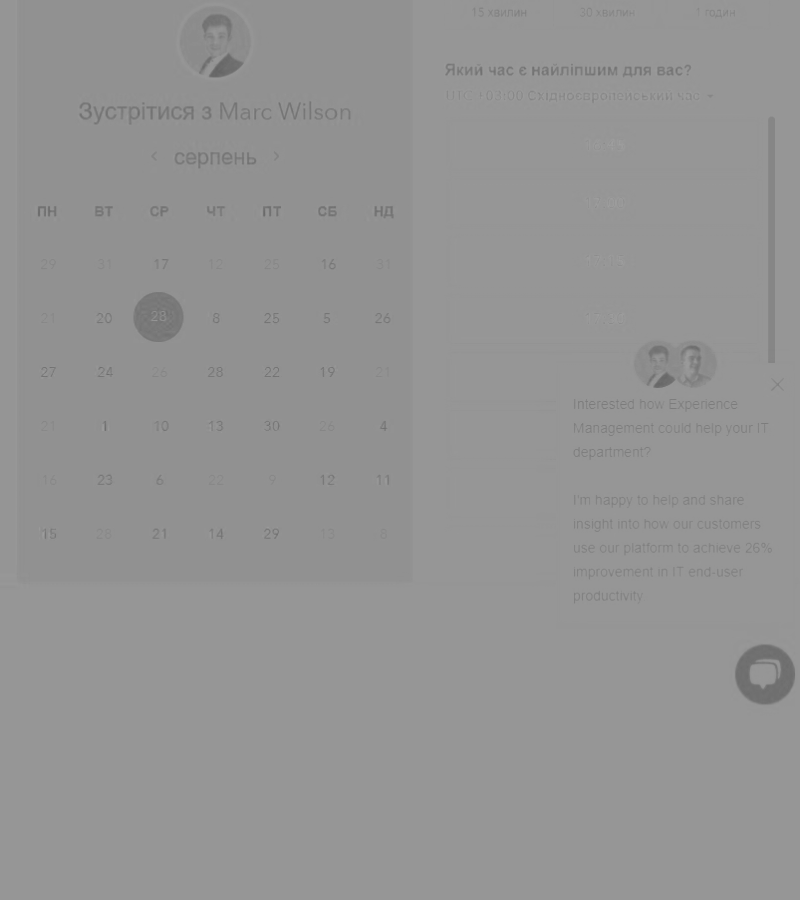 15 хвилин 30 хвилин 1 годин
Зустрітися з Marc Wilson
серпень
ПН ВТ СР ЧТ ПТ СБ НД
29 31 17 12 25 16 31
21 20 28 8 25 5 26
27 24 26 28 22 19 21
21 1 10 13 30 26 4
16 23 6 22 9 12 11
15 28 21 14 29 13 8
Який час є найліпшим для вас?
UTC +03:00 Східноєвропейський час
Interested how Experience
Management could help your IT
department?
I'm happy to help and share
insight into how our customers
use our platform to achieve 26%
improvement in IT end-user
productivity